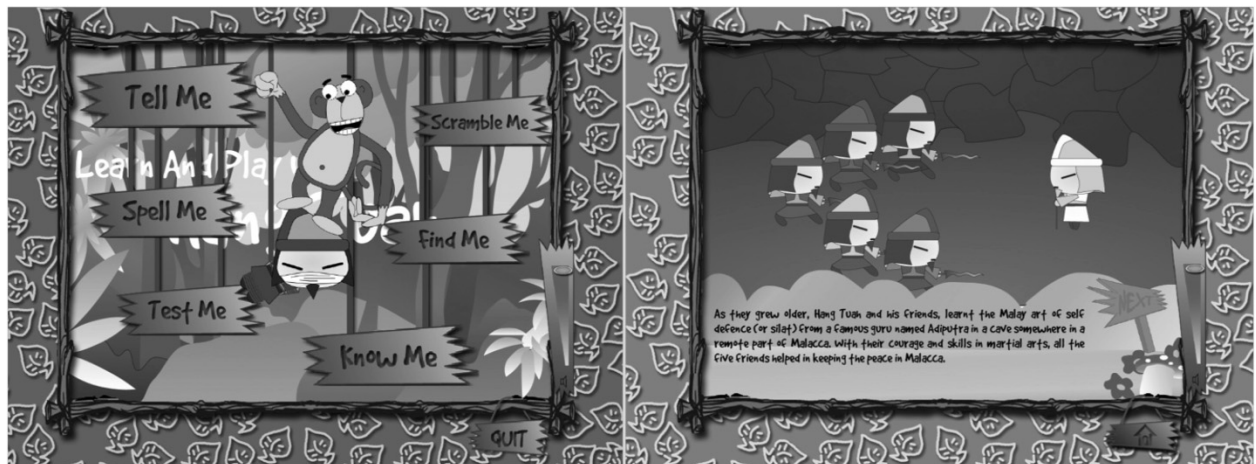 Tell Me
Scramble Me
Learn And Play
Spell Me
Find Me
Test Me
Know Me
QUIT
NEXT
As they grew older, Hang Tuah and his friends, learnt the Malay art of self
defence (or silat) from a famous guru named Adiputra in a cave somewhere in a
remote part of Malacca. With their courage and skills in martial arts, all the
five friends helped in keeping the peace in Malacca.